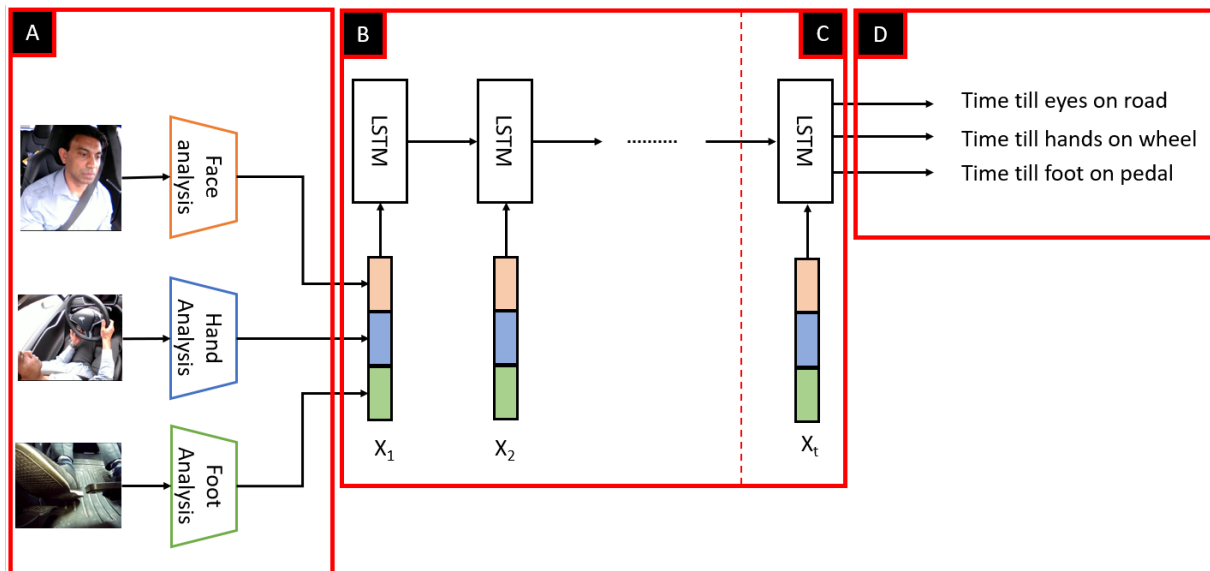 A
B
C
D
Face
analysis
Hand
Analysis
Foot
Analysis
LSTM
LSTM
..........
LSTM
X1
X2
Xt
Time till eyes on road
Time till hands on wheel
Time till foot on pedal